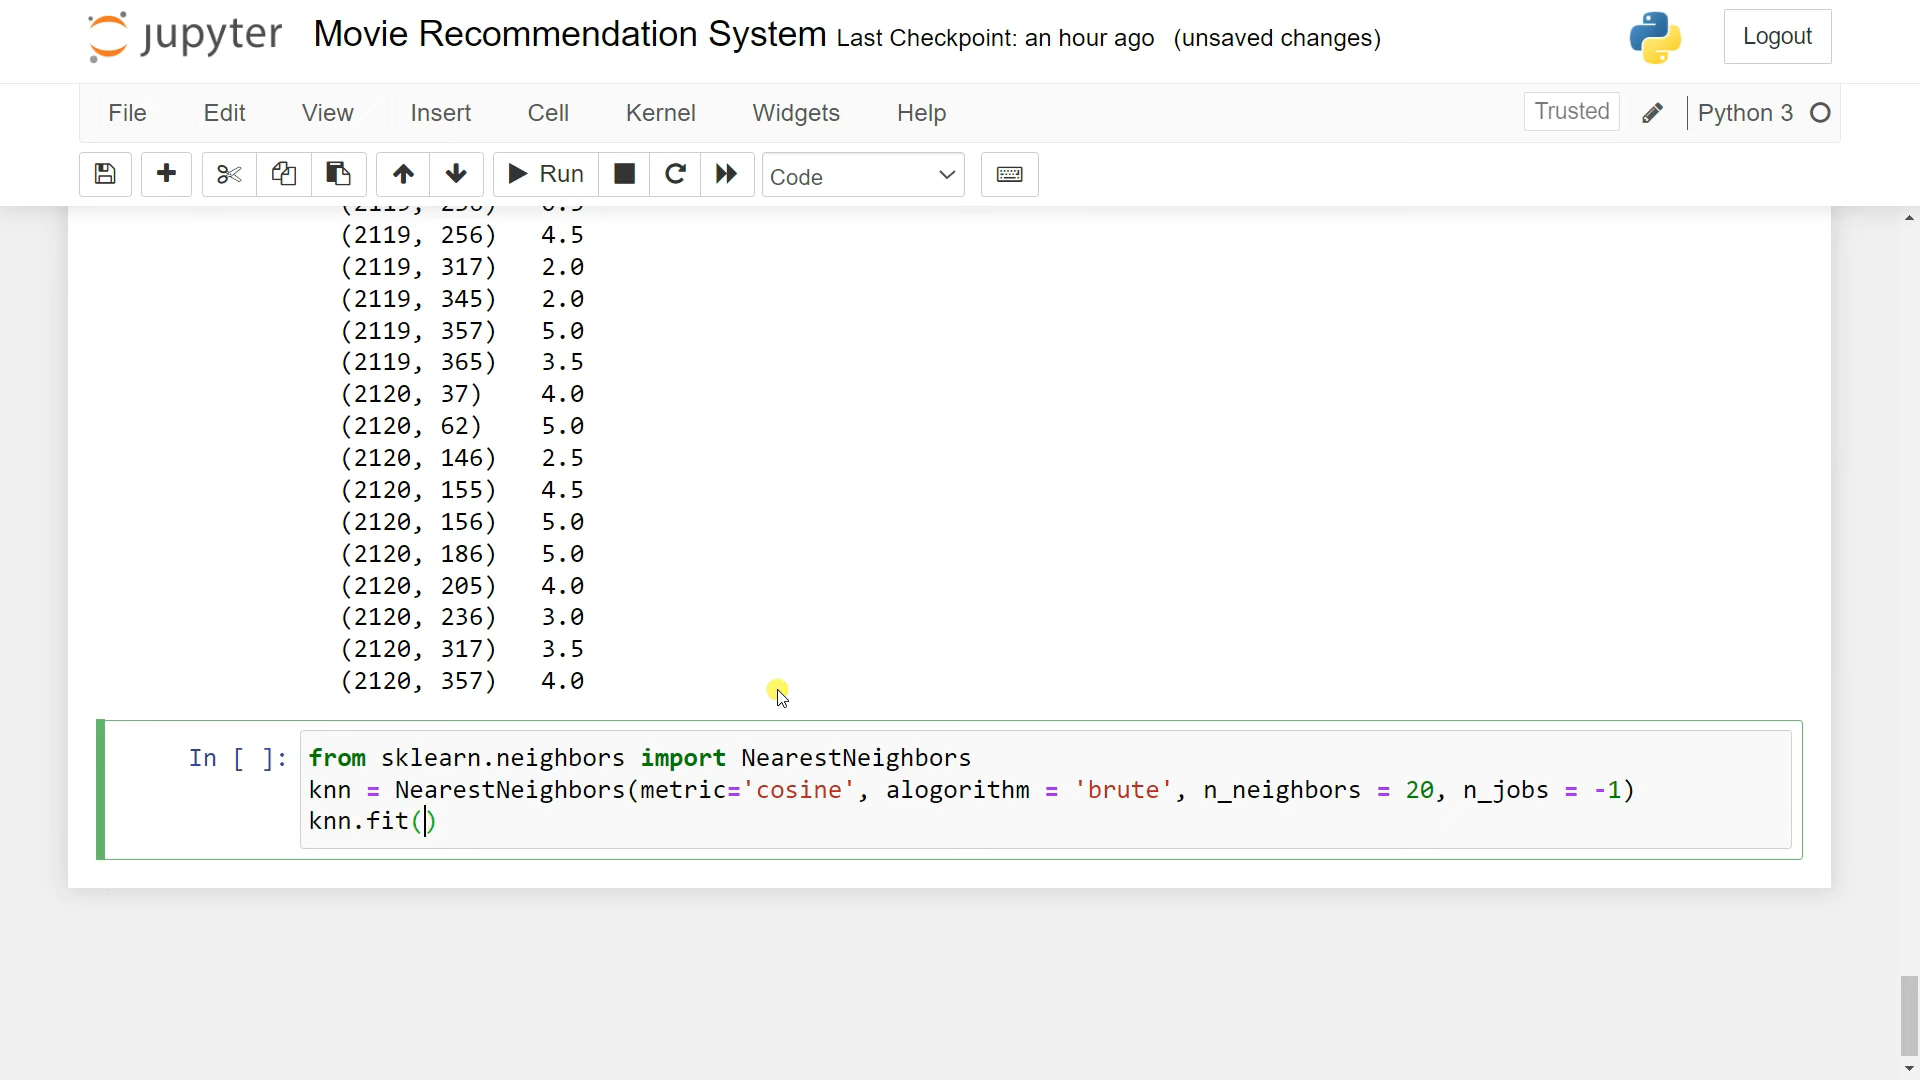 jupyter Movie Recommendation System Last Checkpoint: an hour ago (unsaved changes) Logout
File Edit View Insert Cell Kernel Widgets Help Trusted Python 3
Run Code
(2119, 256) 4.5
(2119, 317) 2.0
(2119, 345) 2.0
(2119, 357) 5.0
(2119, 365) 3.5
(2120, 37) 4.0
(2120, 62) 5.0
(2120, 146) 2.5
(2120, 155) 4.5
(2120, 156) 5.0
(2120, 186) 5.0
(2120, 205) 4.0
(2120, 236) 3.0
(2120, 317) 3.5
(2120, 357) 4.0
In [ ]: from sklearn.neighbors import NearestNeighbors
knn = NearestNeighbors(metric='cosine', alogorithm = 'brute', n_neighbors = 20, n_jobs = -1)
knn.fit()